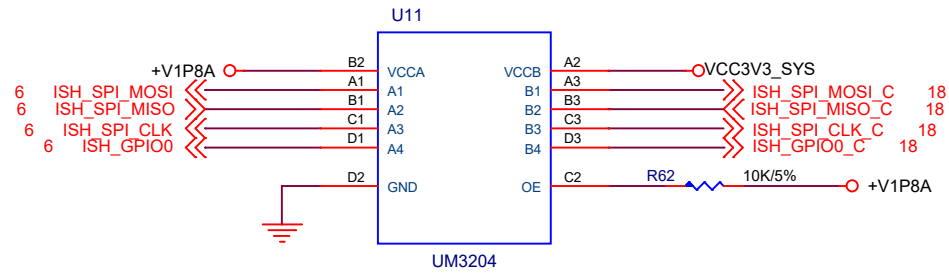 U11
+V1P8A B2 VCCA VCCB A2 VCC3V3_SYS
6 ISH_SPI_MOSI A1 A1 B1 A3 ISH_SPI_MOSI_C 18
6 ISH_SPI_MISO B1 A2 B2 B3 ISH_SPI_MISO_C 18
6 ISH_SPI_CLK C1 A3 B3 C3 ISH_SPI_CLK_C 18
6 ISH_GPIO0 D1 A4 B4 D3 ISH_GPIO0_C 18
D2 GND OE C2 R62 10K/5% +V1P8A
UM3204